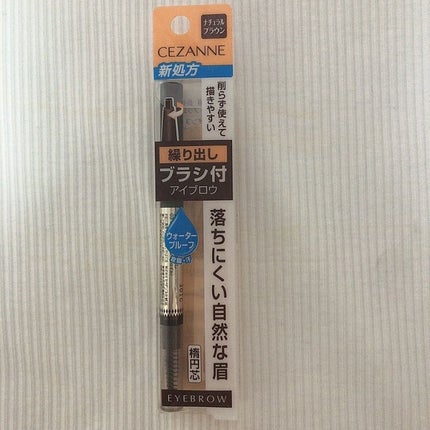 ナチュラル
ブラウン
CEZANNE
新処方
削らず使えて
描きやすい
繰り出し
ブラシ付
アイブロウ
ウォーター
プルーフ
落ちにくい自然な眉
楕円芯
EYEBROW